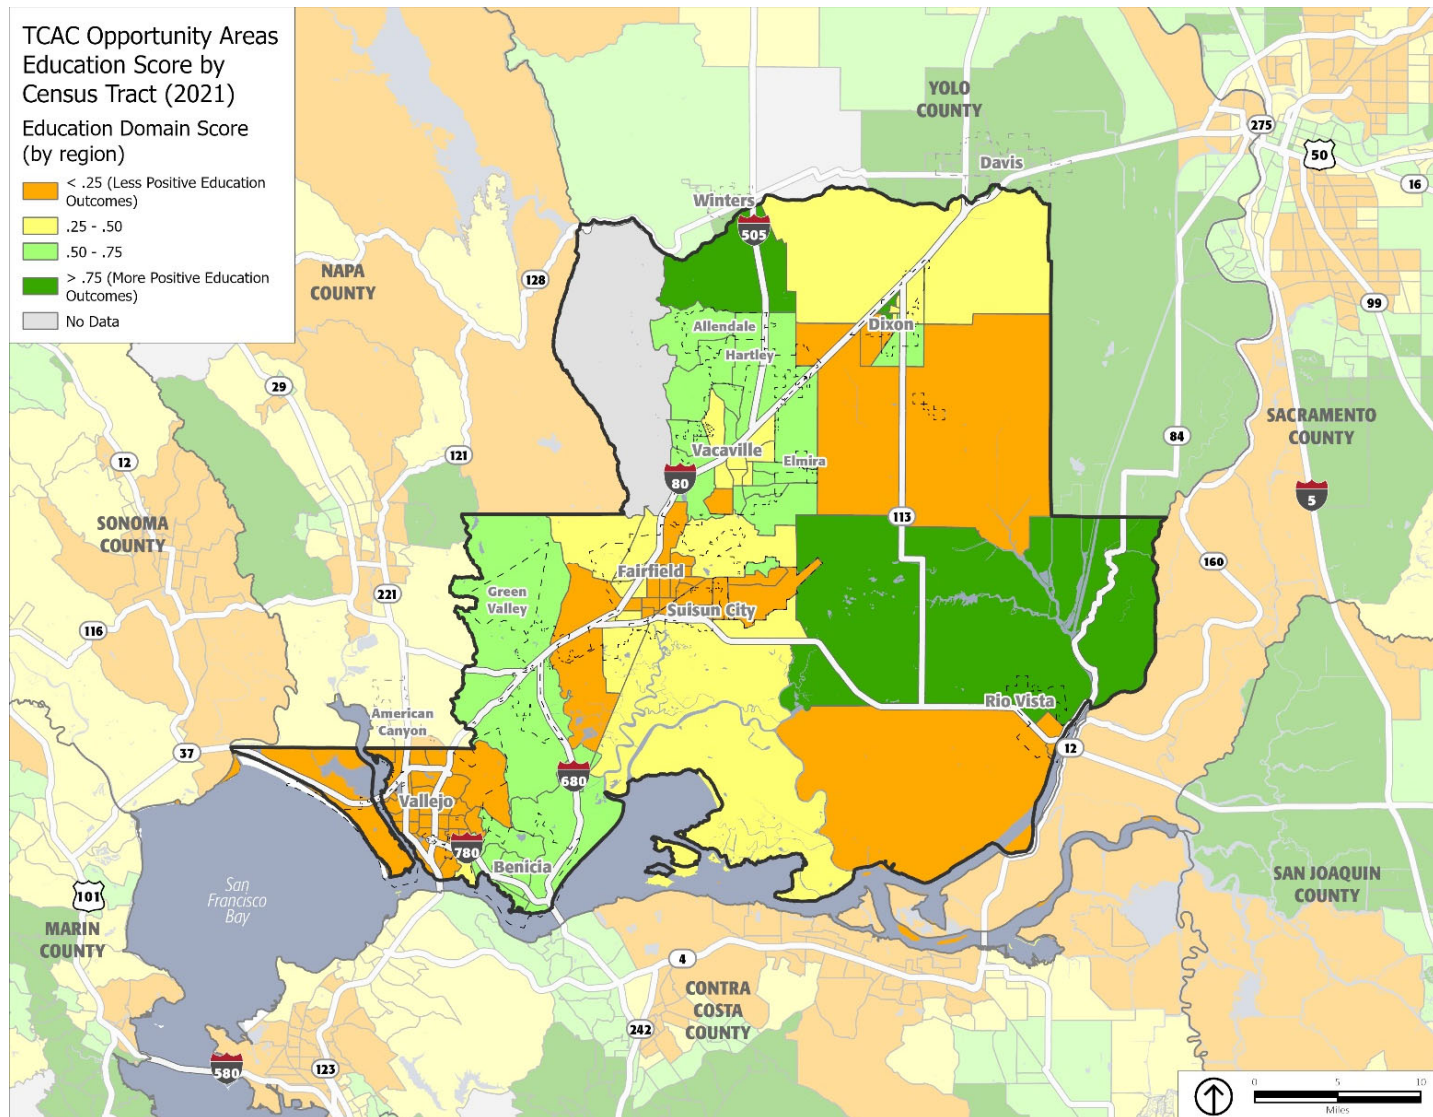 TCAC Opportunity Areas
Education Score by
Census Tract (2021)
Education Domain Score
(by region)
< .25 (Less Positive Education
Outcomes)
.25 - .50
.50 - .75
> .75 (More Positive Education
Outcomes)
No Data
YOLO
COUNTY
275
50
16
Davis
Winters
505
NAPA
COUNTY
128
99
Allendale
Dixon
Hartley
29
SACRAMENTO
COUNTY
84
12
121
Vacaville
Elmira
80
5
SONOMA
COUNTY
113
160
Fairfield
221
Green
Valley
Suisun City
116
Rio Vista
American
Canyon
37
12
680
Vallejo
780
Benicia
San
Francisco
Bay
101
SAN JOAQUIN
COUNTY
MARIN
COUNTY
4
CONTRA
COSTA
COUNTY
242
580
123
0 5 10
Miles